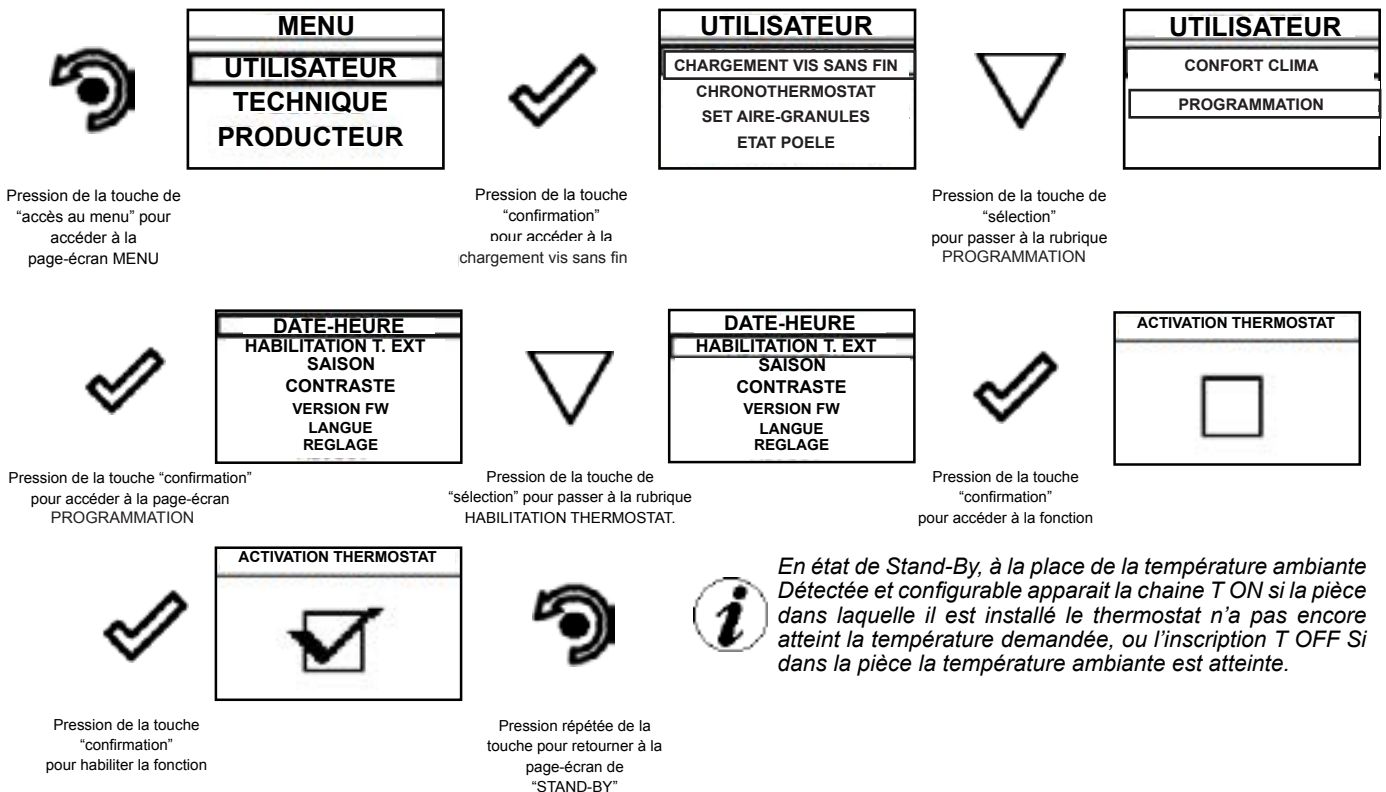 MENU
UTILISATEUR
TECHNIQUE
PRODUCTEUR
UTILISATEUR
CHARGEMENT VIS SANS FIN
CHRONOTHERMOSTAT
SET AIRE-GRANULES
ETAT POELE
UTILISATEUR
CONFORT CLIMA
PROGRAMMATION
Pression de la touche de
“accès au menu” pour
accéder à la
page-écran MENU
Pression de la touche
“confirmation”
pour accéder à la
chargement vis sans fin
Pression de la touche de
“sélection”
pour passer à la rubrique
PROGRAMMATION
DATE-HEURE
HABILITATION T. EXT
SAISON
CONTRASTE
VERSION FW
LANGUE
REGLAGE
DATE-HEURE
HABILITATION T. EXT
SAISON
CONTRASTE
VERSION FW
LANGUE
REGLAGE
ACTIVATION THERMOSTAT
Pression de la touche “confirmation”
pour accéder à la page-écran
PROGRAMMATION
Pression de la touche de
“sélection” pour passer à la rubrique
HABILITATION THERMOSTAT.
Pression de la touche
“confirmation”
pour accéder à la fonction
ACTIVATION THERMOSTAT
En état de Stand-By, à la place de la température ambiante
Détectée et configurable apparait la chaine T ON si la pièce
dans laquelle il est installé le thermostat n’a pas encore
atteint la température demandée, ou l’inscription T OFF Si
dans la pièce la température ambiante est atteinte.
Pression de la touche
“confirmation”
pour habiliter la fonction
Pression répétée de la
touche pour retourner à la
page-écran de
“STAND-BY”